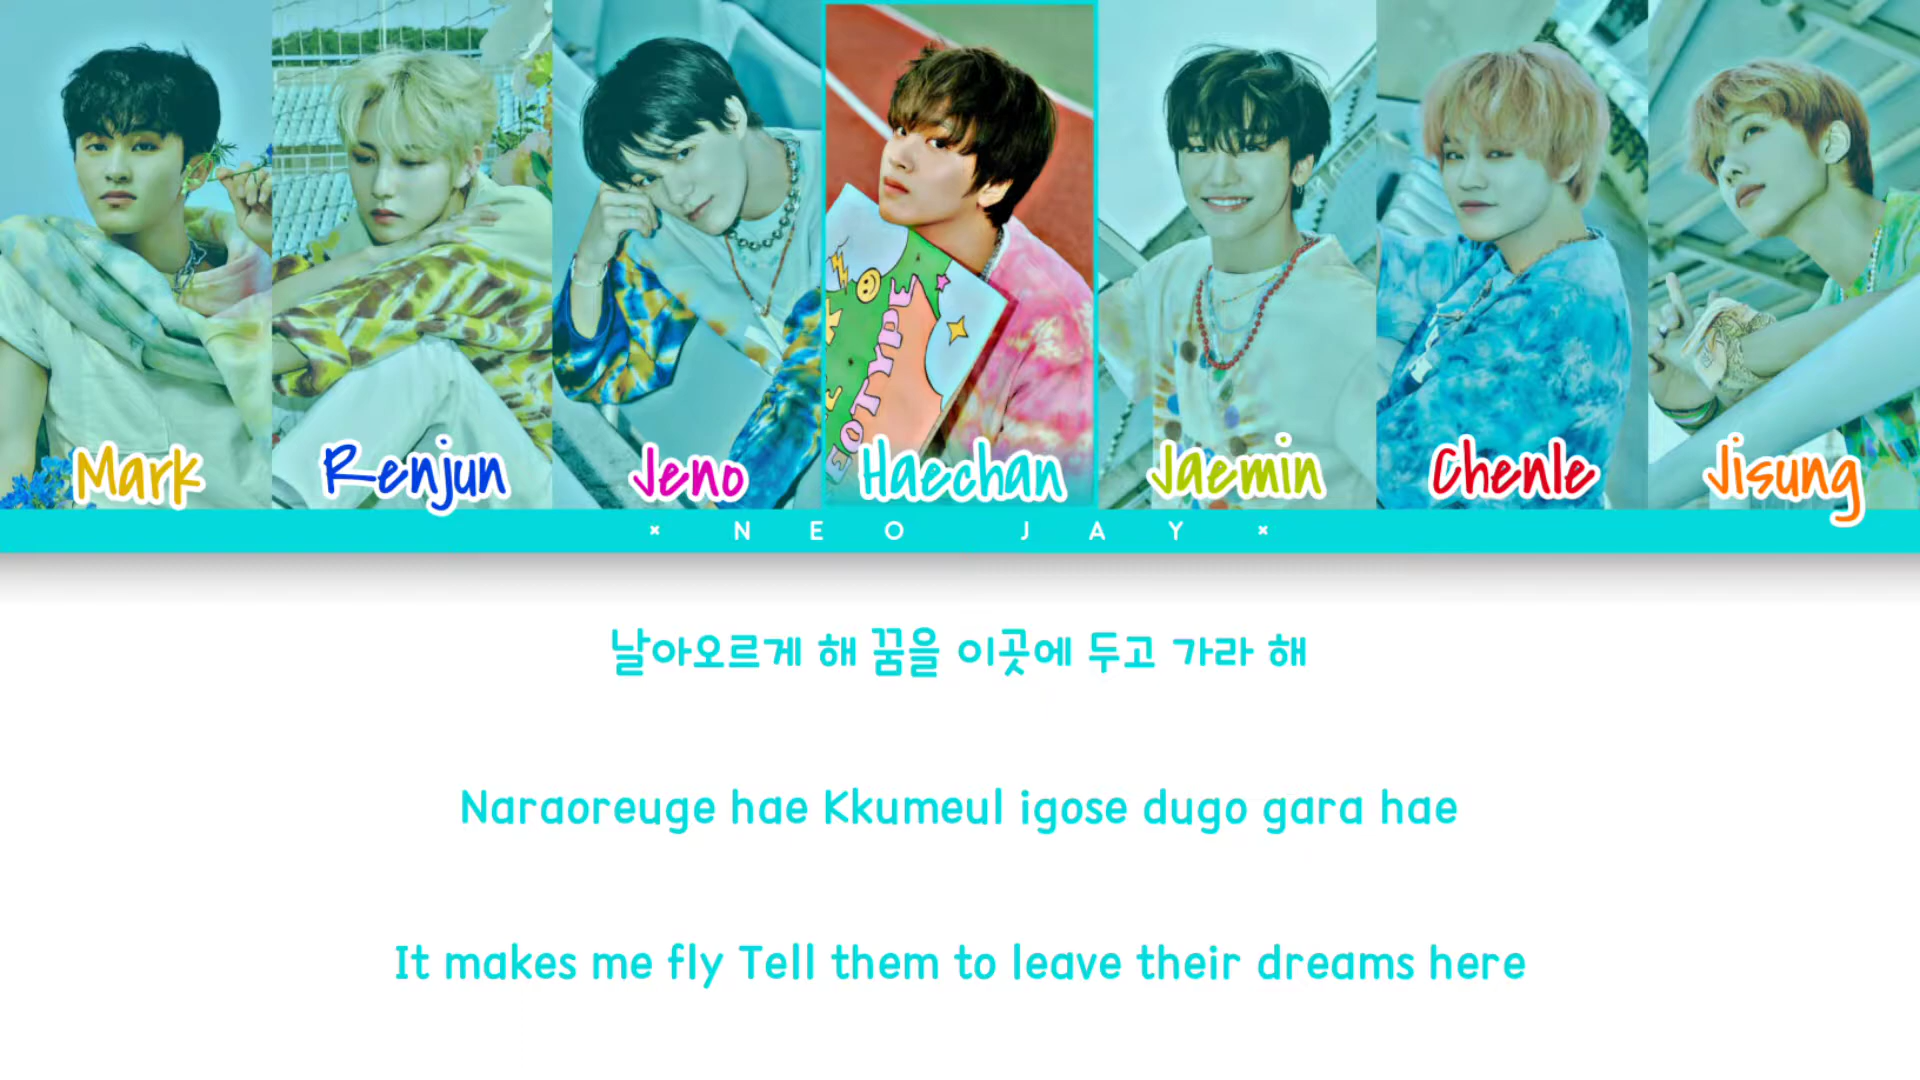 Mark
Renjun
Jeno
Haechan
Jaemin
Chenle
Jisung
× NEO JAY ×
날아오르게 해 꿈을 이곳에 두고 가라 해
Naraoreuge hae Kkumeul igose dugo gara hae
It makes me fly Tell them to leave their dreams here